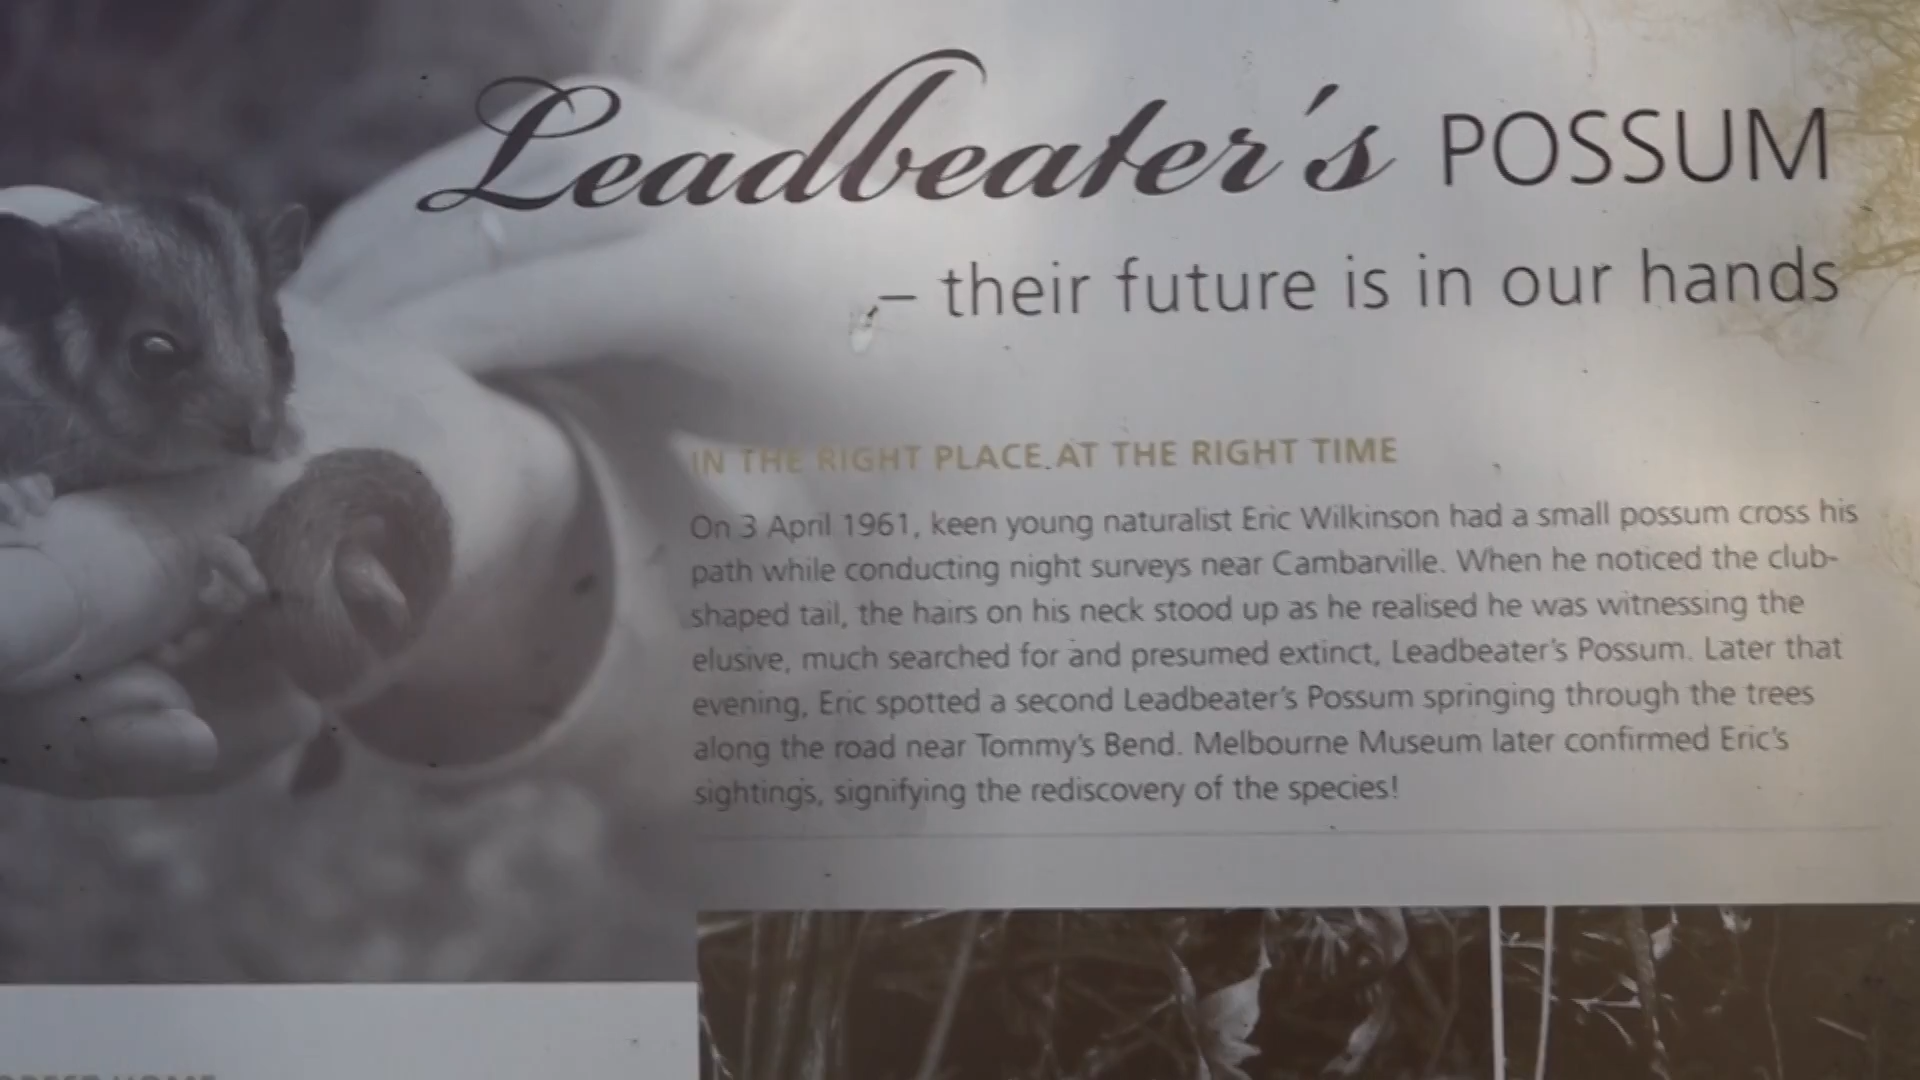 Leadbeater's POSSUM
– their future is in our hands
IN THE RIGHT PLACE AT THE RIGHT TIME
On 3 April 1961, keen young naturalist Eric Wilkinson had a small possum cross his
path while conducting night surveys near Cambarville. When he noticed the club-
shaped tail, the hairs on his neck stood up as he realised he was witnessing the
elusive, much searched for and presumed extinct, Leadbeater's Possum. Later that
evening, Eric spotted a second Leadbeater's Possum springing through the trees
along the road near Tommy's Bend. Melbourne Museum later confirmed Eric's
sightings, signifying the rediscovery of the species!